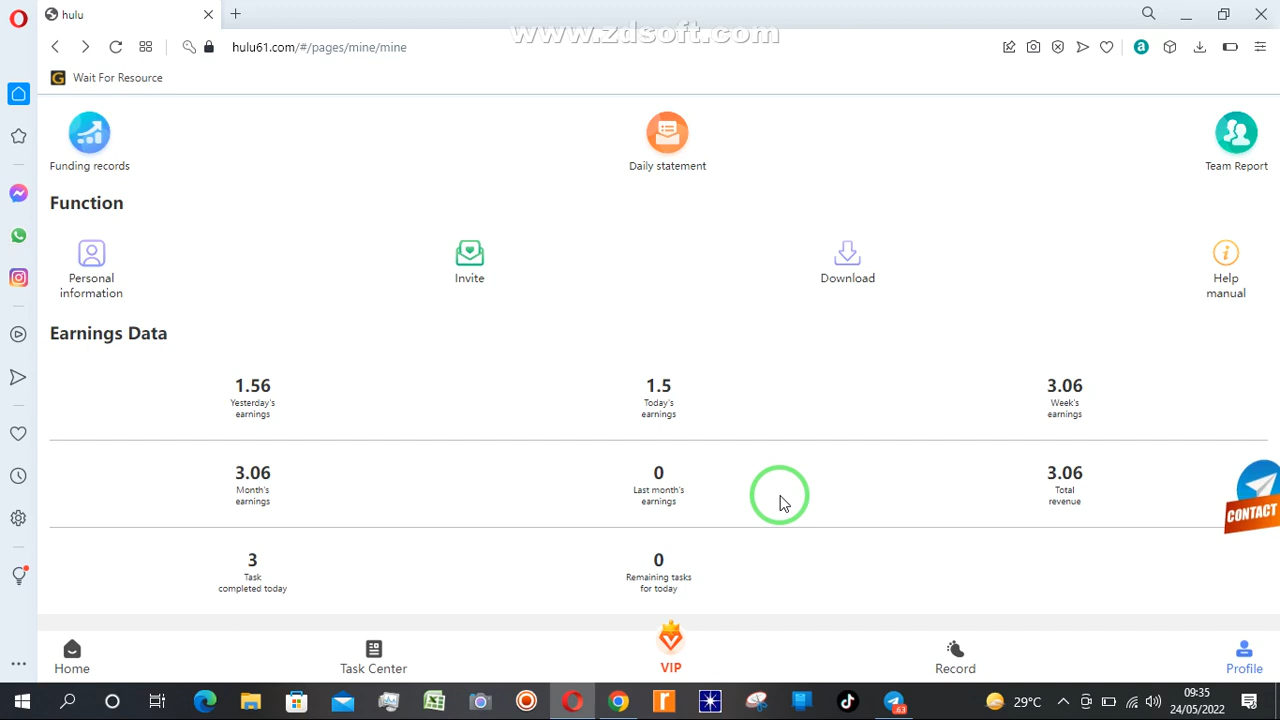 hulu
www.zdsoft.com
hulu61.com/#/pages/mine/mine
Wait For Resource
Funding records
Daily statement
Team Report
Function
Personal
information
Invite
Download
Help
manual
Earnings Data
1.56
Yesterday's
earnings
1.5
Today's
earnings
3.06
Week's
earnings
3.06
Month's
earnings
0
Last month's
earnings
3.06
Total
revenue
CONTACT
3
Task
completed today
0
Remaining tasks
for today
Home
Task Center
VIP
Record
Profile
63
29°C
09:35
24/05/2022